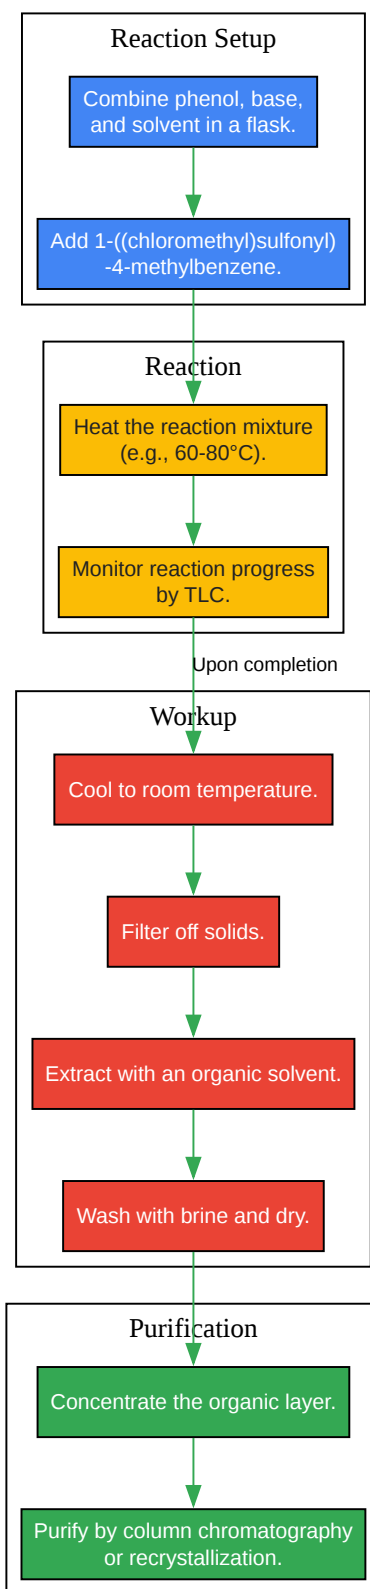 Reaction Setup
Combine phenol, base,
and solvent in a flask.
Add 1-((chloromethyl)sulfonyl)
-4-methylbenzene.
Reaction
Heat the reaction mixture
(e.g., 60-80°C).
Monitor reaction progress
by TLC.
Upon completion
Workup
Cool to room temperature.
Filter off solids.
Extract with an organic solvent.
Wash with brine and dry.
Purification
Concentrate the organic layer.
Purify by column chromatography
or recrystallization.